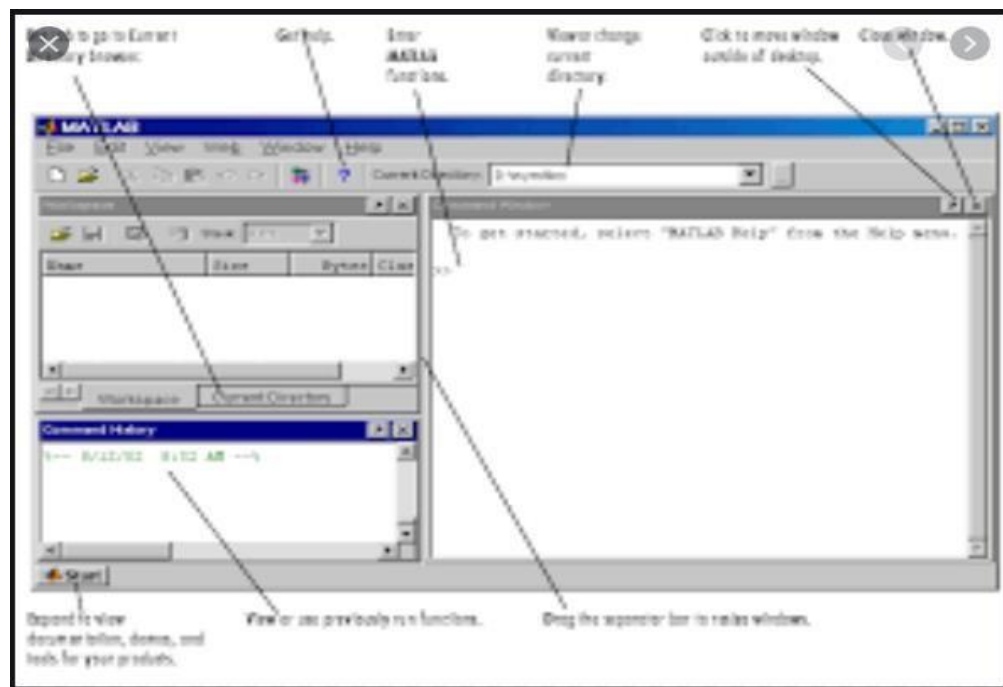 to go to Current
Directory browser.
Get help.
Enter
MATLAB
functions.
View or change
current
directory.
Click to move window
outside of desktop.
Close window.
MATLAB
File Edit View Web Window Help
Current Directory:
Workspace
Command Window
To get started, select "MATLAB Help" from the Help menu.
>>
Name Size Bytes Class
Workspace Current Directory
Command History
AM --%
Start
Expand to view
documentation, demos, and
tools for your products.
View or use previously run functions.
Drag the separator bar to resize windows.